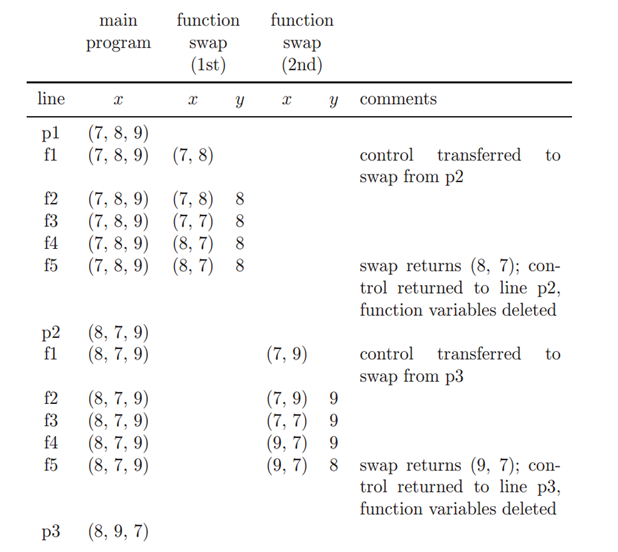 main function function
program swap swap
(1st) (2nd)
line x x y x y comments
p1 (7, 8, 9)
f1 (7, 8, 9) (7, 8) control transferred to
swap from p2
f2 (7, 8, 9) (7, 8) 8
f3 (7, 8, 9) (7, 7) 8
f4 (7, 8, 9) (8, 7) 8
f5 (7, 8, 9) (8, 7) 8 swap returns (8, 7); con-
trol returned to line p2,
function variables deleted
p2 (8, 7, 9)
f1 (8, 7, 9) (7, 9) control transferred to
swap from p3
f2 (8, 7, 9) (7, 9) 9
f3 (8, 7, 9) (7, 7) 9
f4 (8, 7, 9) (9, 7) 9
f5 (8, 7, 9) (9, 7) 8 swap returns (9, 7); con-
trol returned to line p3,
function variables deleted
p3 (8, 9, 7)